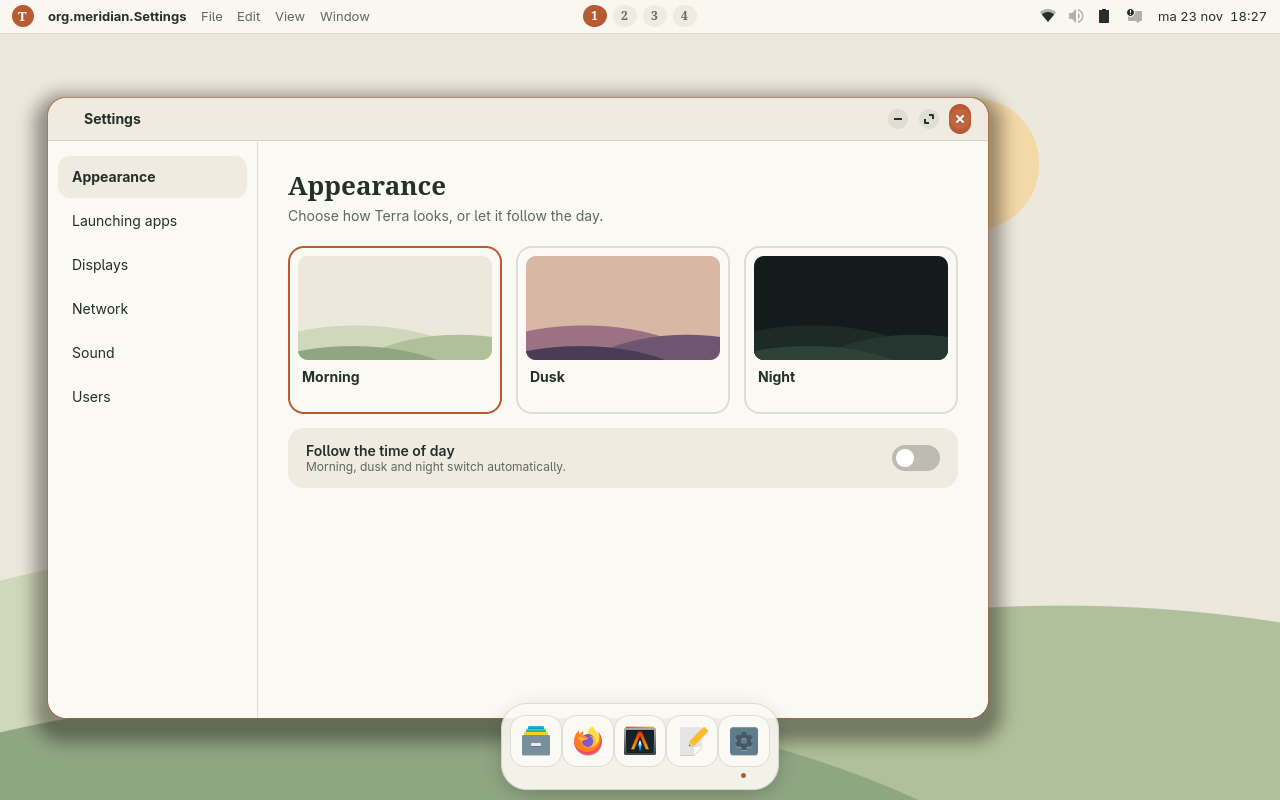 T org.meridian.Settings File Edit View Window 1 2 3 4 ma 23 nov 18:27
Settings
Appearance
Launching apps
Displays
Network
Sound
Users
Appearance
Choose how Terra looks, or let it follow the day.
Morning
Dusk
Night
Follow the time of day
Morning, dusk and night switch automatically.